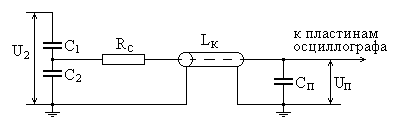 к пластинам
осциллографа
U2
C1
C2
Rc
Lк
Cп
Uп